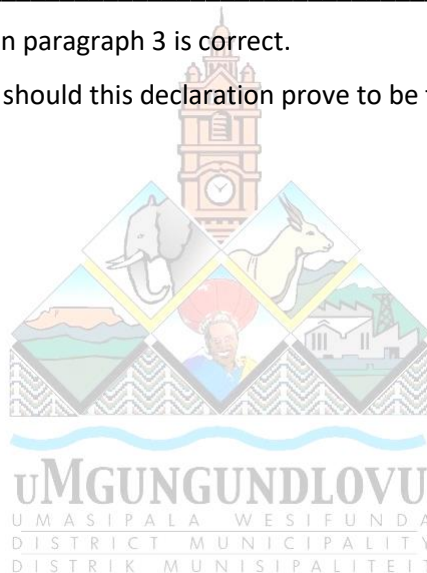 n paragraph 3 is correct.
should this declaration prove to be
UMGUNGUNDLOVU
UMASIPALA WESIFUNDA
DISTRICT MUNICIPALITY
DISTRIK MUNISIPALITEIT